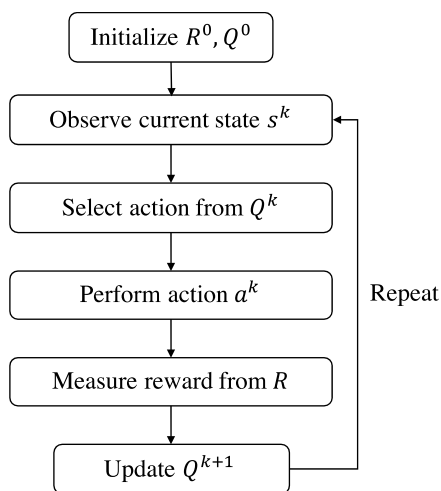 Initialize $R^0, Q^0$
Observe current state $s^k$
Select action from $Q^k$
Perform action $a^k$
Repeat
Measure reward from $R$
Update $Q^{k+1}$